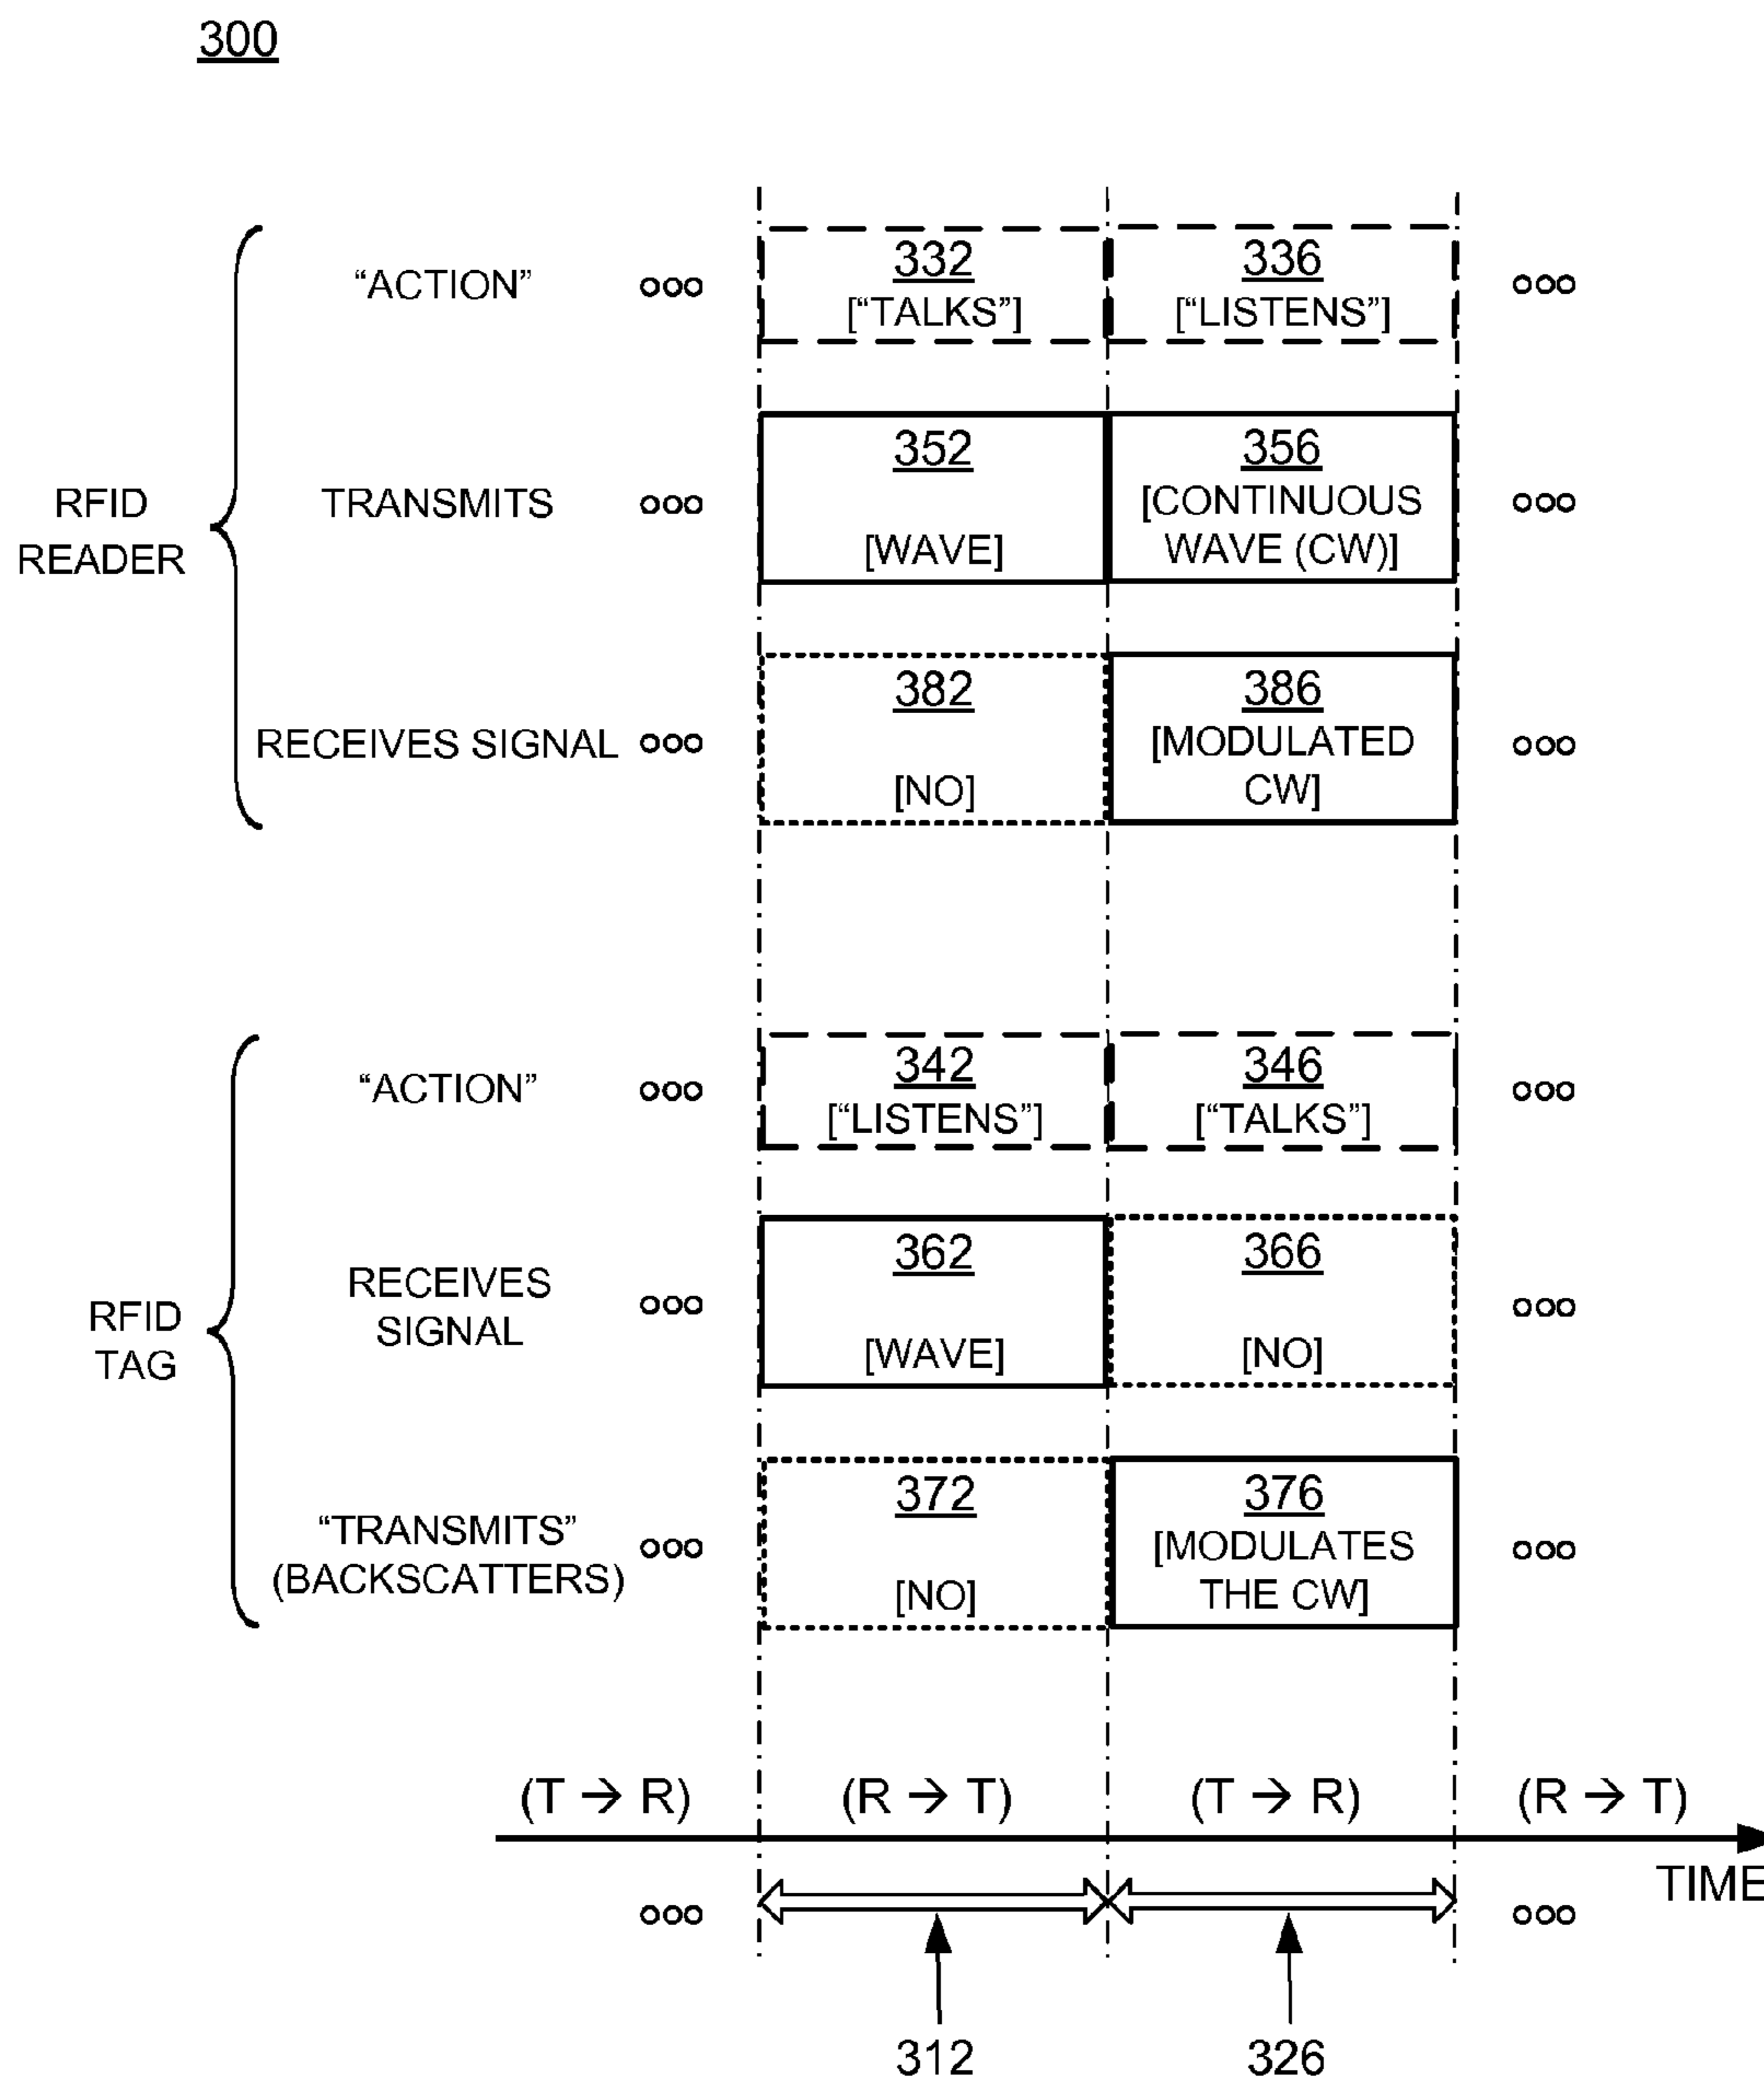 300
RFID
READER
“ACTION”
ooo
332
[“TALKS”]
336
[“LISTENS”]
ooo
TRANSMITS
ooo
352
[WAVE]
356
[CONTINUOUS
WAVE (CW)]
ooo
RECEIVES SIGNAL
ooo
382
[NO]
386
[MODULATED
CW]
ooo
RFID
TAG
“ACTION”
ooo
342
[“LISTENS”]
346
[“TALKS”]
ooo
RECEIVES
SIGNAL
ooo
362
[WAVE]
366
[NO]
ooo
“TRANSMITS”
(BACKSCATTERS)
ooo
372
[NO]
376
[MODULATES
THE CW]
ooo
(T → R)
(R → T)
(T → R)
(R → T)
TIME
ooo
ooo
312
326